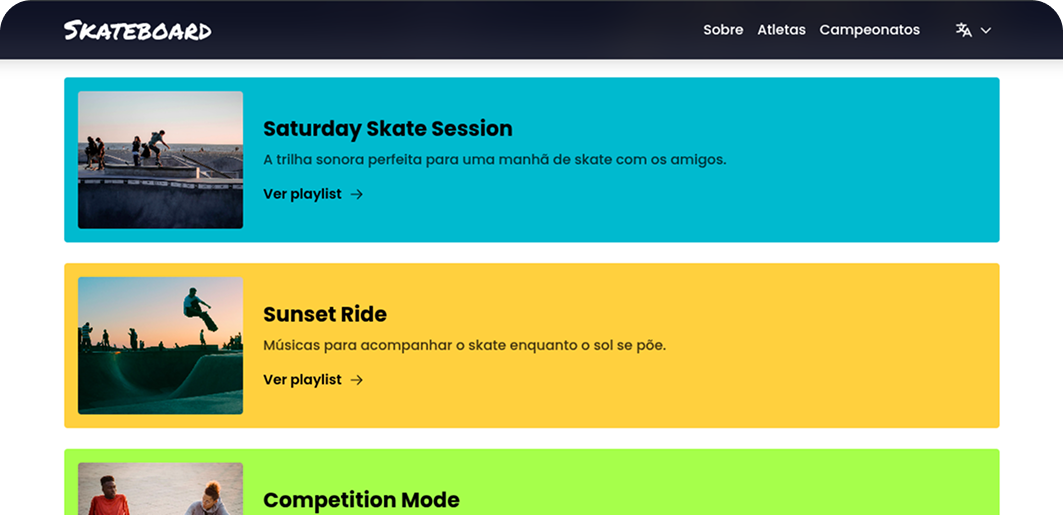 Skateboard
Sobre Atletas Campeonatos
Saturday Skate Session
A trilha sonora perfeita para uma manhã de skate com os amigos.
Ver playlist →
Sunset Ride
Músicas para acompanhar o skate enquanto o sol se põe.
Ver playlist →
Competition Mode